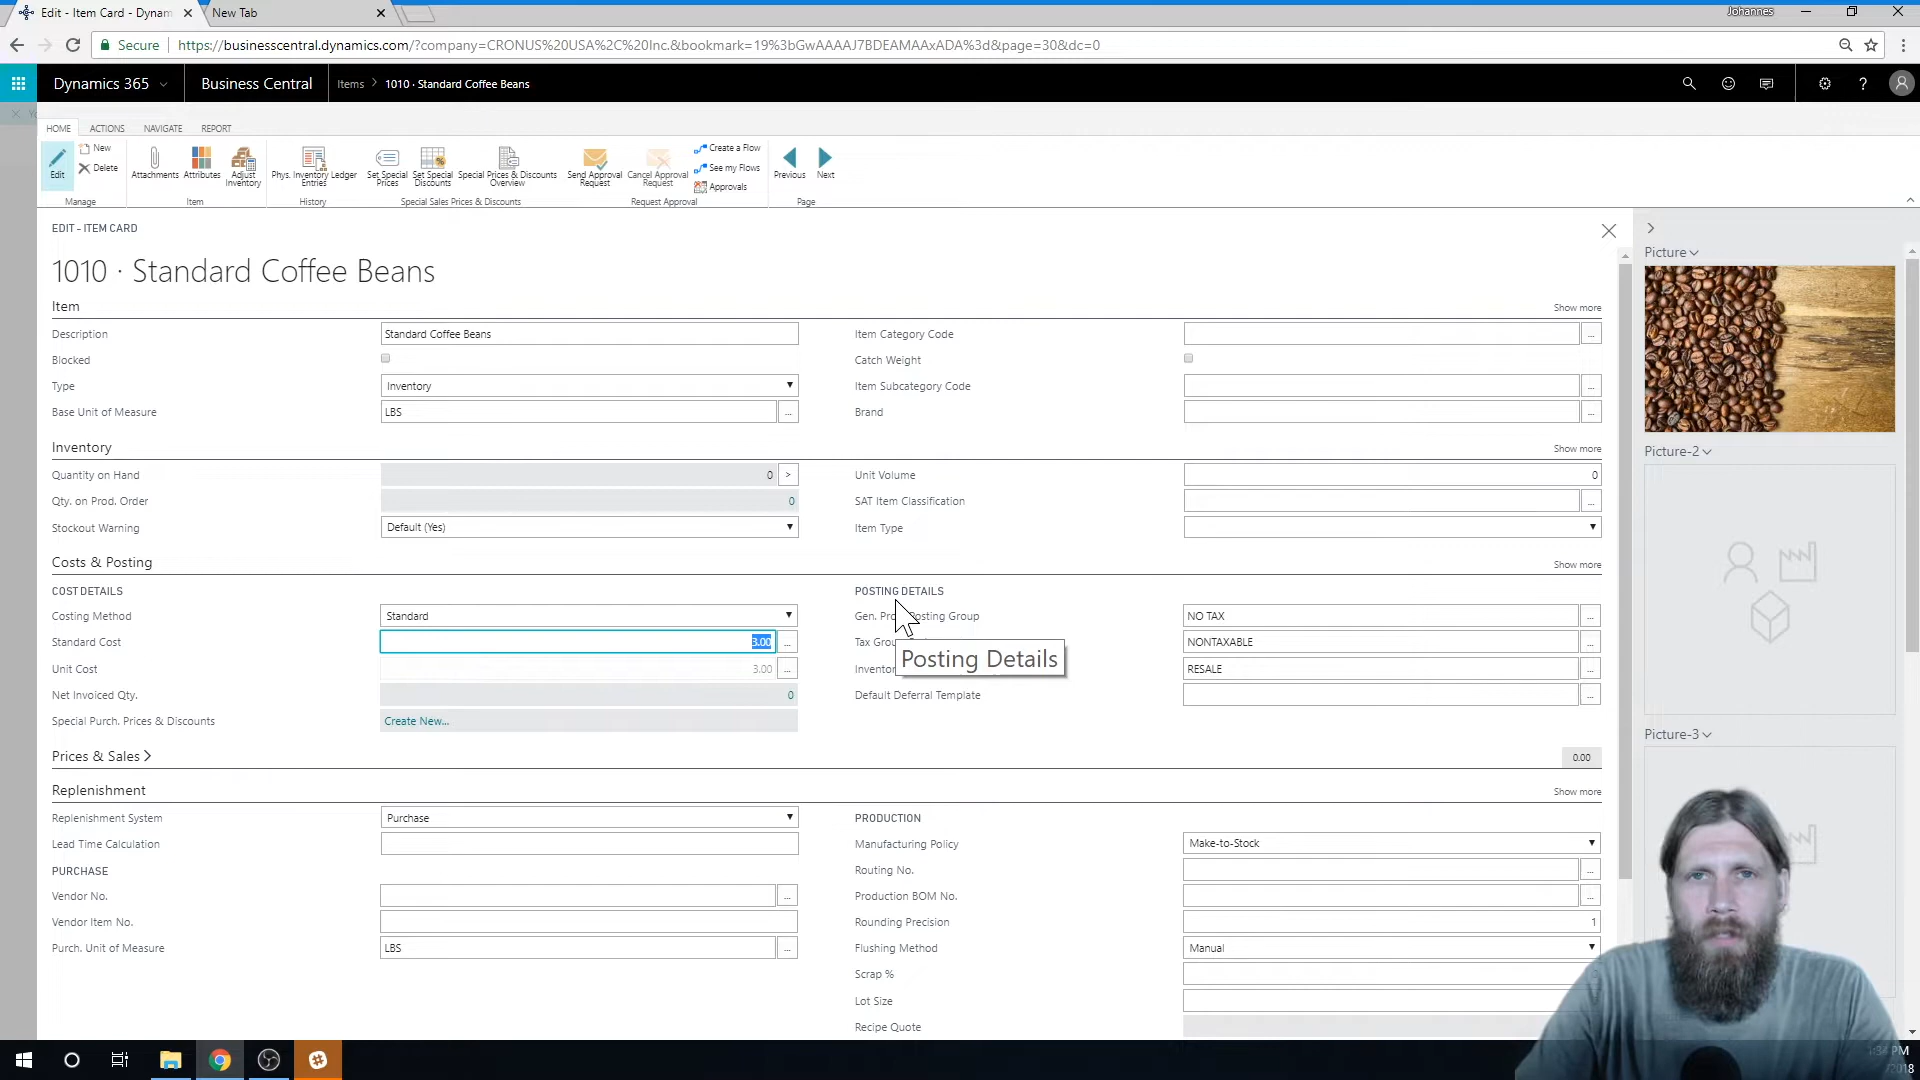 Edit - Item Card - Dynam
New Tab
Johannes
Secure
https://businesscentral.dynamics.com/?company=CRONUS%20USA%2C%20Inc.&bookmark=19%3bGwAAAAJ7BDEAMAAxADA%3d&page=30&dc=0
Dynamics 365
Business Central
Items > 1010 · Standard Coffee Beans
HOME
ACTIONS
NAVIGATE
REPORT
Edit
New
Delete
Manage
Attachments
Attributes
Adjust Inventory
Item
Phys. Inventory Ledger Entries
History
Set Special Prices
Set Special Discounts
Special Prices & Discounts Overview
Special Sales Prices & Discounts
Send Approval Request
Cancel Approval Request
Create a Flow
See my Flows
Approvals
Request Approval
Previous
Next
Page
EDIT - ITEM CARD
1010 · Standard Coffee Beans
Item
Show more
Description
Standard Coffee Beans
Blocked
Type
Inventory
Base Unit of Measure
LBS
Item Category Code
Catch Weight
Item Subcategory Code
Brand
Inventory
Show more
Quantity on Hand
0
Qty. on Prod. Order
0
Stockout Warning
Default (Yes)
Unit Volume
0
SAT Item Classification
Item Type
Costs & Posting
Show more
COST DETAILS
Costing Method
Standard
Standard Cost
3.00
Unit Cost
3.00
Net Invoiced Qty.
0
Special Purch. Prices & Discounts
Create New...
POSTING DETAILS
Gen. Posting Group
NO TAX
Tax Grou
NONTAXABLE
Posting Details
Inventor
RESALE
Default Deferral Template
Prices & Sales >
0.00
Replenishment
Show more
Replenishment System
Purchase
Lead Time Calculation
PURCHASE
Vendor No.
Vendor Item No.
Purch. Unit of Measure
LBS
PRODUCTION
Manufacturing Policy
Make-to-Stock
Routing No.
Production BOM No.
Rounding Precision
1
Flushing Method
Manual
Scrap %
Lot Size
Recipe Quote
Picture
Picture-2
Picture-3
PM
/2018